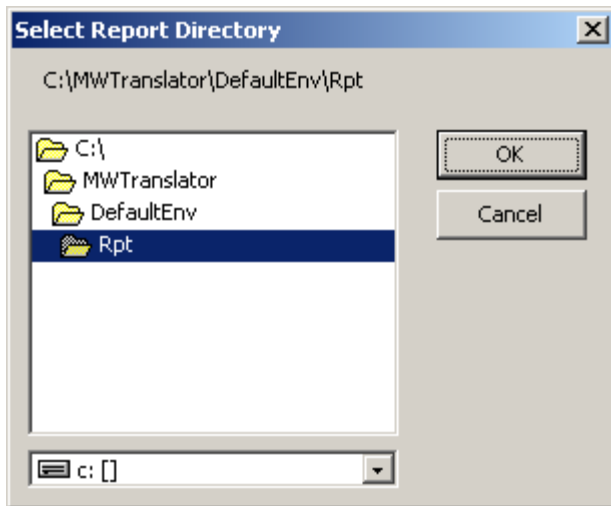 Select Report Directory
C:\MWTranslator\DefaultEnv\Rpt
C:\
MWTranslator
DefaultEnv
Rpt
OK
Cancel
c: []